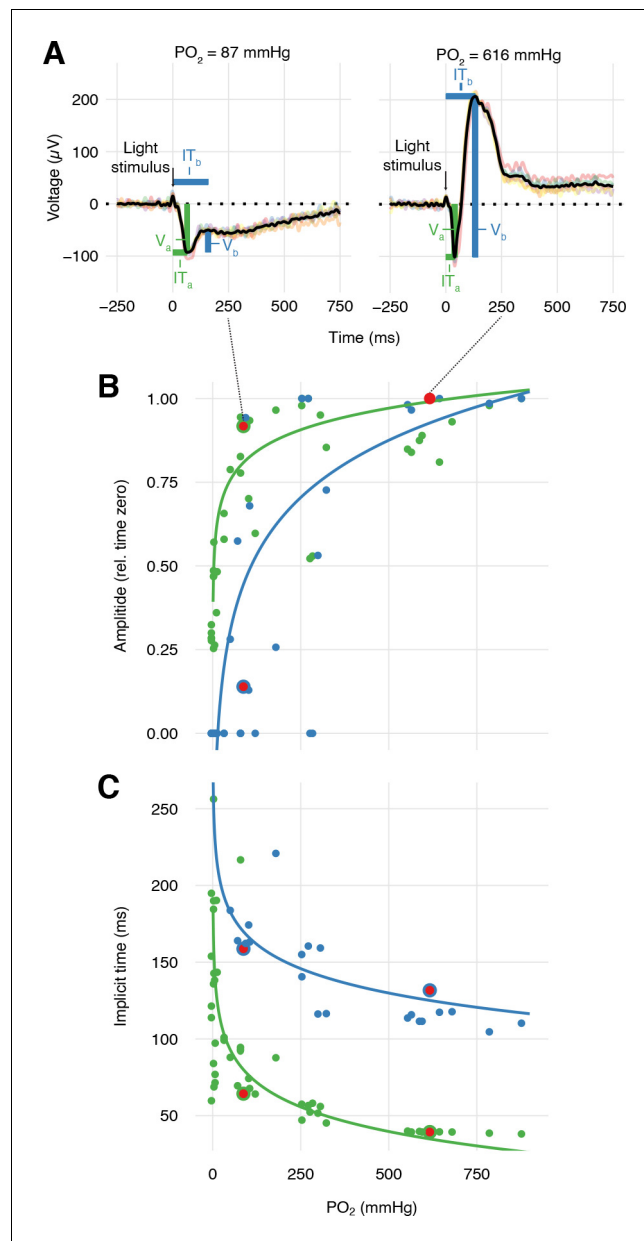 A
PO2 = 87 mmHg
PO2 = 616 mmHg
Voltage (µV)
200
100
0
−100
Light
stimulus
ITb
Va
Vb
ITa
Light
stimulus
ITb
Va
Vb
ITa
−250 0 250 500 750
−250 0 250 500 750
Time (ms)
B
Amplitide (rel. time zero)
1.00
0.75
0.50
0.25
0.00
C
Implicit time (ms)
250
200
150
100
50
0 250 500 750
PO2 (mmHg)